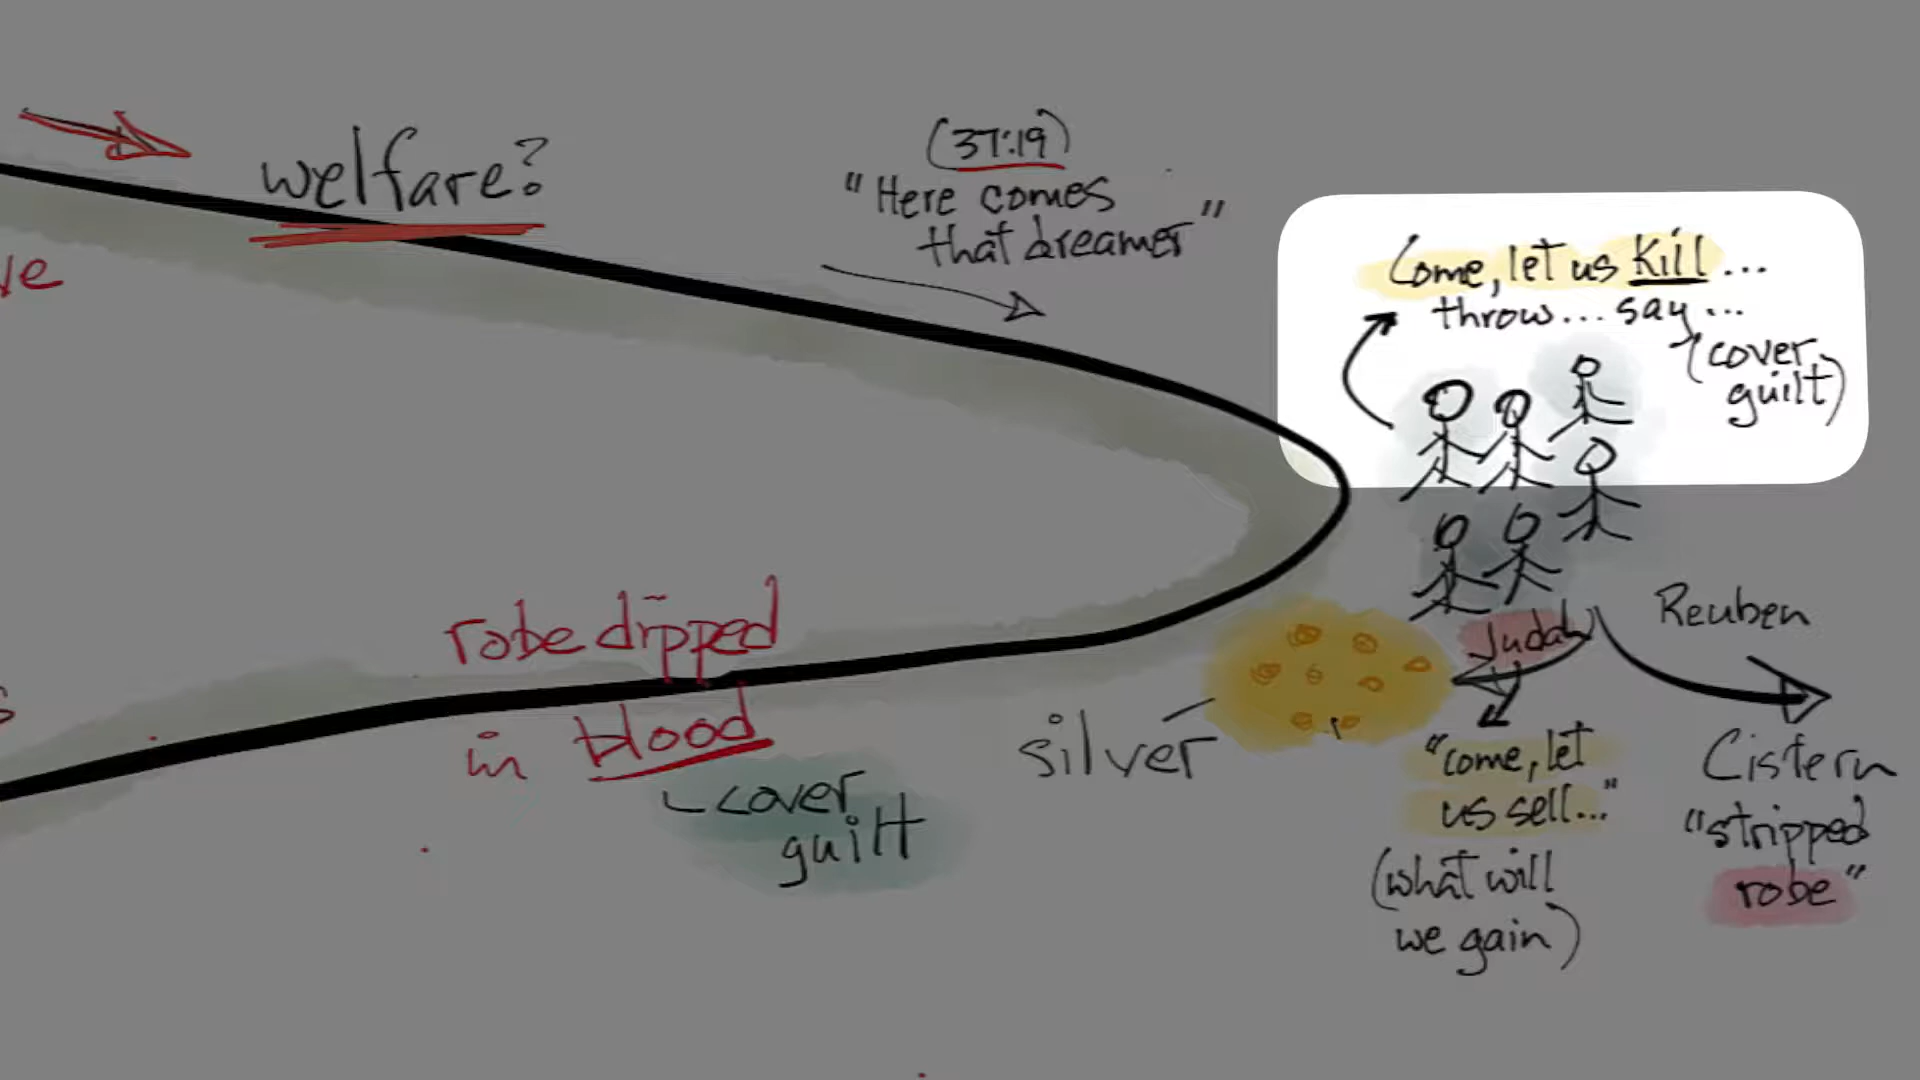 welfare?
(37:19)
"Here comes
that dreamer"
Come, let us kill...
throw... say...
(cover
guilt)
robe dipped
in blood
cover
guilt
silver
Judah
Reuben
"come, let
us sell..."
(what will
we gain)
Cistern
"stripped
robe"